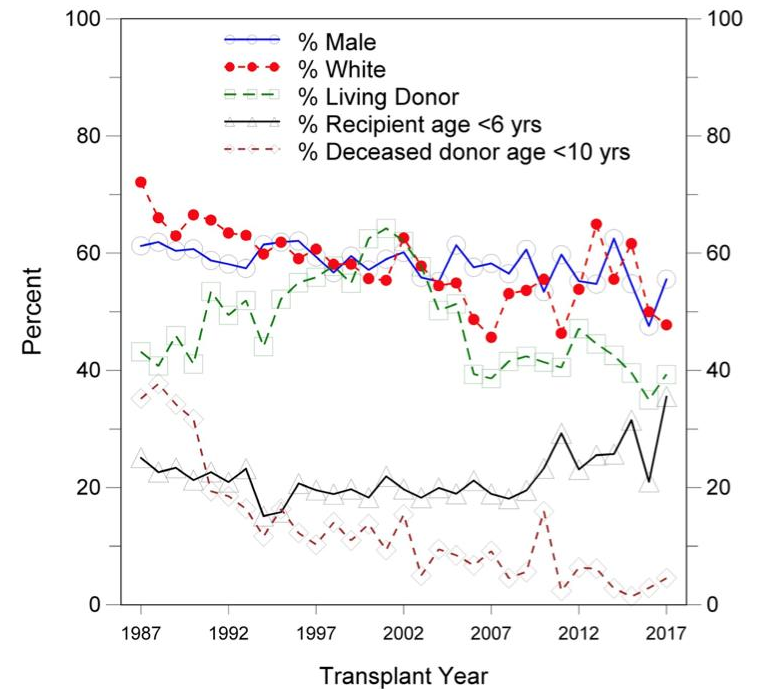 100 100
% Male
% White
% Living Donor
% Recipient age <6 yrs
% Deceased donor age <10 yrs
80 80
60 60
Percent
40 40
20 20
0 0
1987 1992 1997 2002 2007 2012 2017
Transplant Year